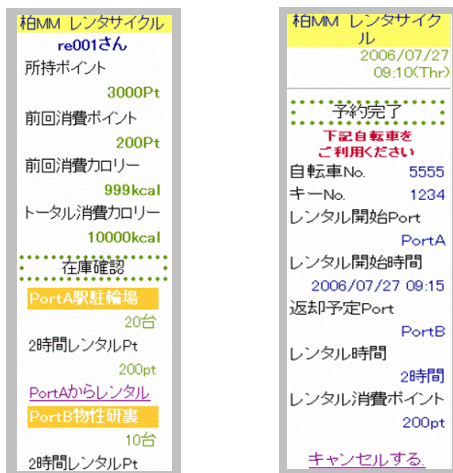 柏MM レンタサイクル
re001さん
所持ポイント
3000Pt
前回消費ポイント
200Pt
前回消費カロリー
999kcal
トータル消費カロリー
10000kcal
在庫確認
PortA駅駐輪場
20台
2時間レンタルPt
200pt
PortAからレンタル
PortB物性研裏
10台
2時間レンタルPt
柏MM レンタサイク
ル
2006/07/27
09:10(Thr)
予約完了
下記自転車を
ご利用ください
自転車No. 5555
キーNo. 1234
レンタル開始Port
PortA
レンタル開始時間
2006/07/27 09:15
返却予定Port
PortB
レンタル時間
2時間
レンタル消費ポイント
200pt
キャンセルする.